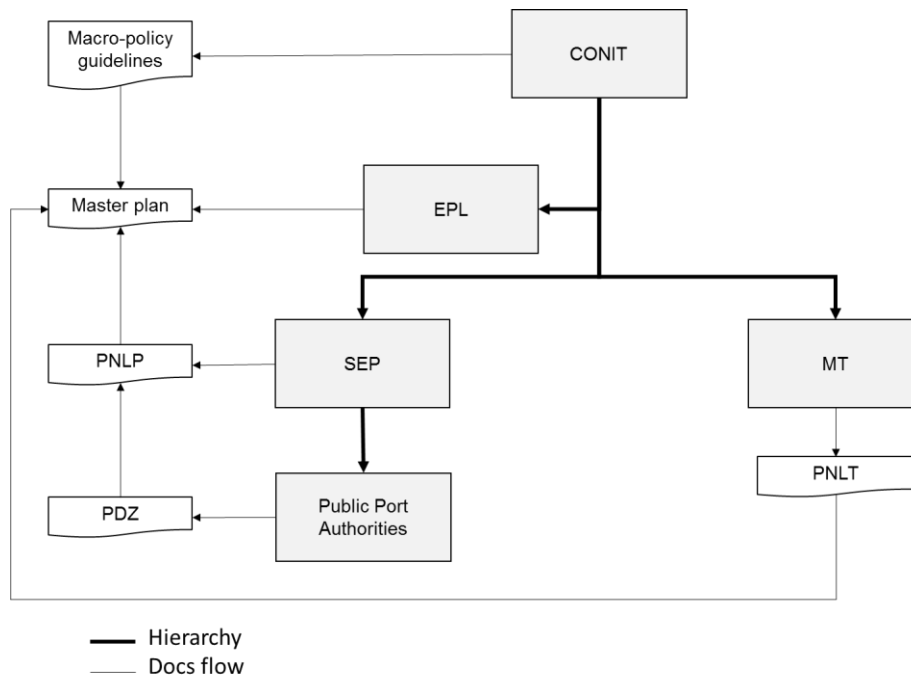 Macro-policy
guidelines
CONIT
Master plan
EPL
PNLP
SEP
MT
PNLT
PDZ
Public Port
Authorities
Hierarchy
Docs flow